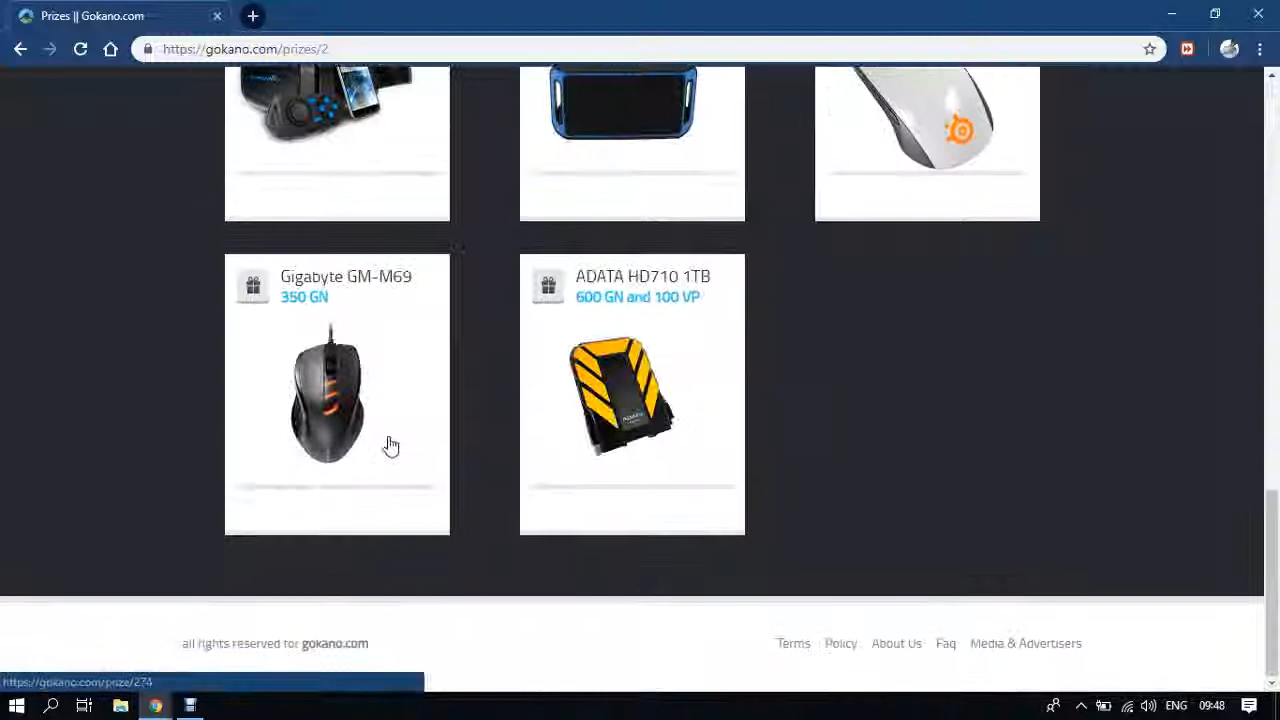 Prizes || Gokano.com
https://gokano.com/prizes/2
Gigabyte GM-M69
350 GN
ADATA HD710 1TB
600 GN and 100 VP
all rights reserved for gokano.com
Terms Policy About Us Faq Media & Advertisers
https://gokano.com/prize/274
ENG 09:48